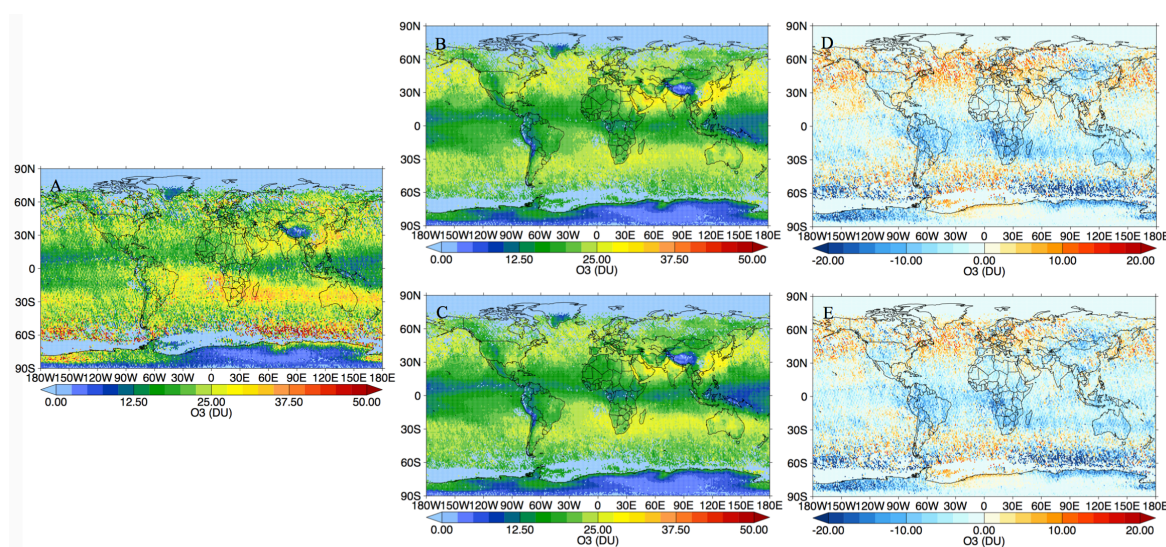 A
90N
60N
30N
0
30S
60S
90S
180W150W120W90W 60W 30W 0 30E 60E 90E 120E 150E 180E
0.00 12.50 25.00 37.50 50.00
O3 (DU)
B
90N
60N
30N
0
30S
60S
90S
180W150W120W 90W 60W 30W 0 30E 60E 90E 120E 150E 180E
0.00 12.50 25.00 37.50 50.00
O3 (DU)
D
90N
60N
30N
0
30S
60S
90S
180W150W120W 90W 60W 30W 0 30E 60E 90E 120E 150E 180E
-20.00 -10.00 0.00 10.00 20.00
O3 (DU)
C
90N
60N
30N
0
30S
60S
90S
180W150W120W 90W 60W 30W 0 30E 60E 90E 120E 150E 180E
0.00 12.50 25.00 37.50 50.00
O3 (DU)
E
90N
60N
30N
0
30S
60S
90S
180W150W120W 90W 60W 30W 0 30E 60E 90E 120E 150E 180E
-20.00 -10.00 0.00 10.00 20.00
O3 (DU)